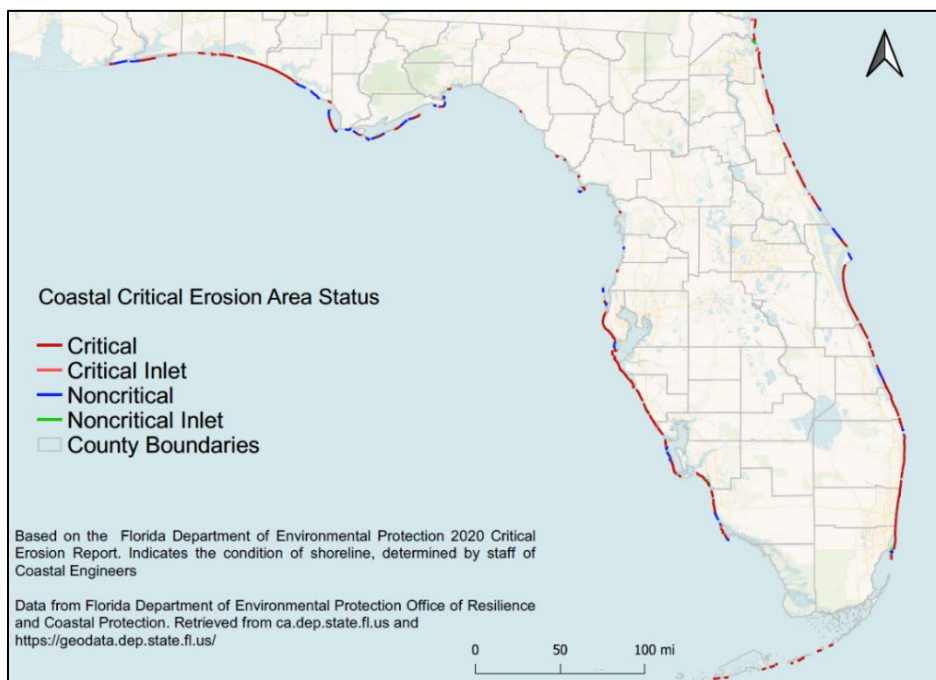 Coastal Critical Erosion Area Status
Critical
Critical Inlet
Noncritical
Noncritical Inlet
County Boundaries
Based on the Florida Department of Environmental Protection 2020 Critical
Erosion Report. Indicates the condition of shoreline, determined by staff of
Coastal Engineers
Data from Florida Department of Environmental Protection Office of Resilience
and Coastal Protection. Retrieved from ca.dep.state.fl.us and
https://geodata.dep.state.fl.us/
0 50 100 mi